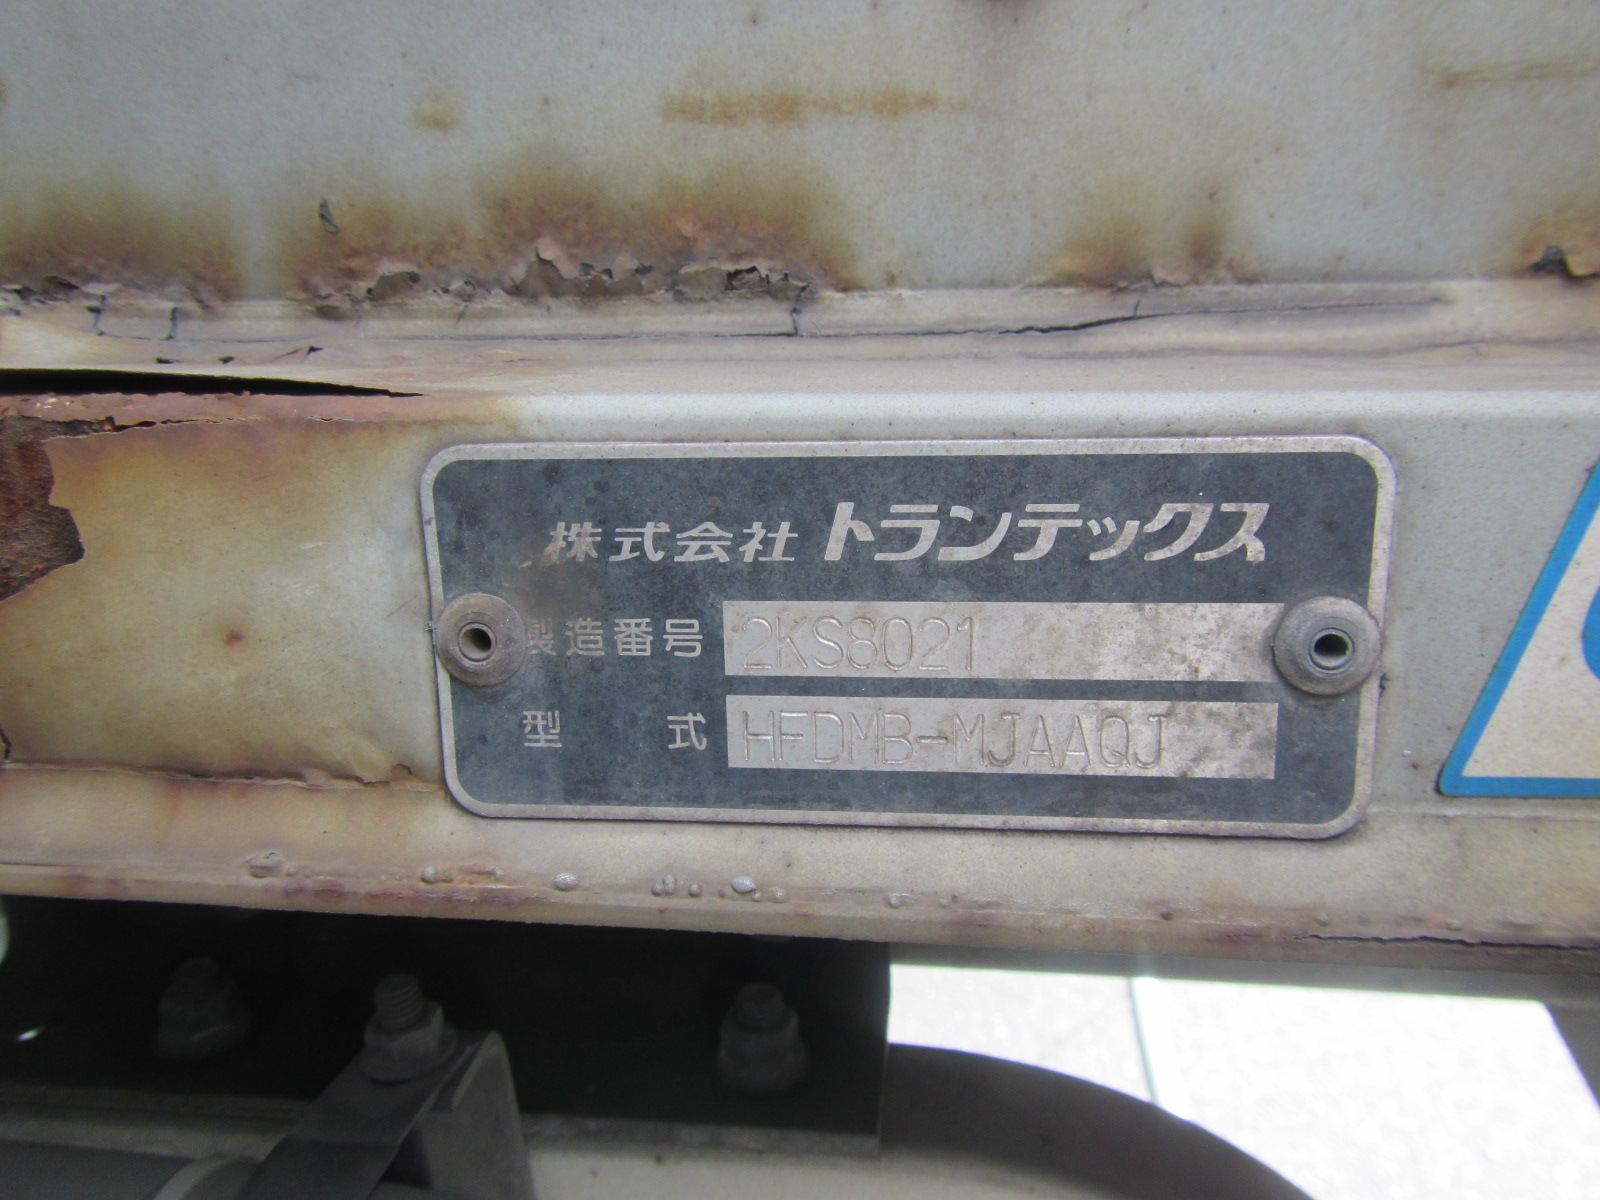 株式会社 トランテックス
製造番号 2KS8021
型式 HFDMB-MJAAQJ